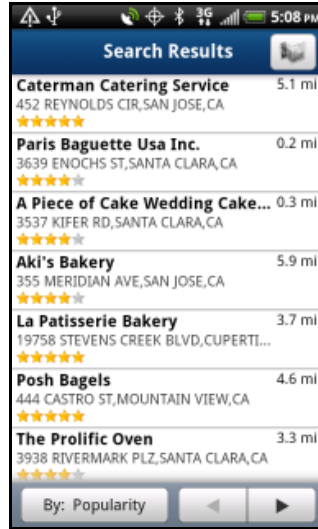 3G 5:08 PM
Search Results
Caterman Catering Service 5.1 mi
452 REYNOLDS CIR,SAN JOSE,CA
Paris Baguette Usa Inc. 0.2 mi
3639 ENOCHS ST,SANTA CLARA,CA
A Piece of Cake Wedding Cake... 0.3 mi
3537 KIFER RD,SANTA CLARA,CA
Aki's Bakery 5.9 mi
355 MERIDIAN AVE,SAN JOSE,CA
La Patisserie Bakery 3.7 mi
19758 STEVENS CREEK BLVD,CUPERTI...
Posh Bagels 4.6 mi
444 CASTRO ST,MOUNTAIN VIEW,CA
The Prolific Oven 3.3 mi
3938 RIVERMARK PLZ,SANTA CLARA,CA
By: Popularity